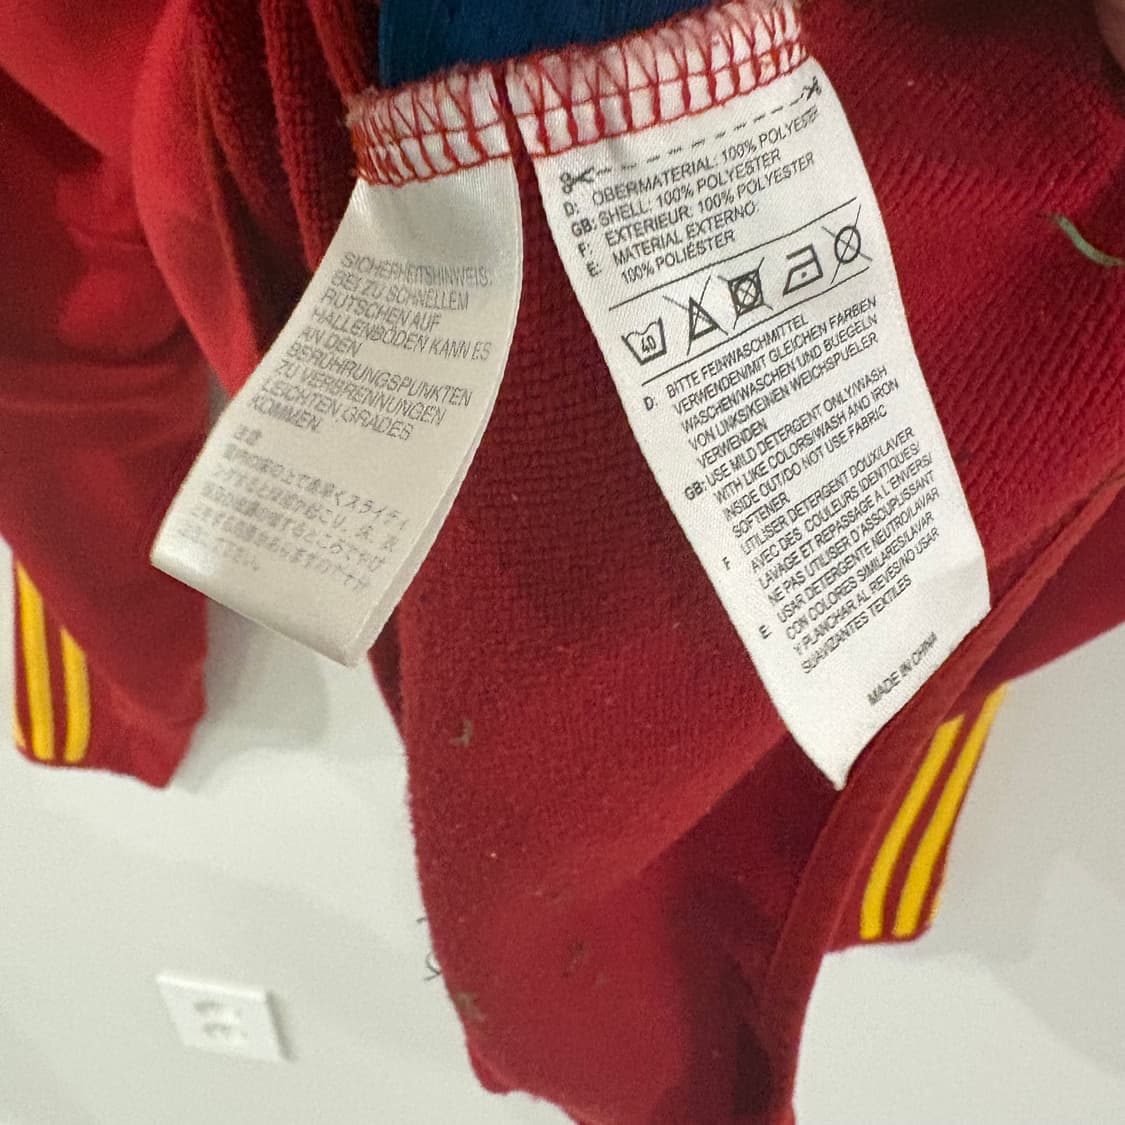 SICHERHEITSHINWEIS:
BEI ZU SCHNELLEM
RUTSCHEN AUF
HALLENBÖDEN KANN ES
AN DEN
BERÜHRUNGSPUNKTEN
ZU VERBRENNUNGEN
LEICHTEN GRADES
KOMMEN.
D: OBERMATERIAL: 100% POLYESTER
GB: SHELL: 100% POLYESTER
F: EXTERIEUR: 100% POLYESTER
E: MATERIAL EXTERNO:
100% POLIÉSTER
40
D: BITTE FEINWASCHMITTEL
VERWENDEN/MIT GLEICHEN FARBEN
WASCHEN/WASCHEN UND BUEGELN
VON LINKS/KEINEN WEICHSPUELER
VERWENDEN
GB: USE MILD DETERGENT ONLY/WASH
WITH LIKE COLORS/WASH AND IRON
INSIDE OUT/DO NOT USE FABRIC
SOFTENER
F UTILISER DETERGENT DOUX/LAVER
AVEC DES COULEURS IDENTIQUES/
LAVAGE ET REPASSAGE A L'ENVERS/
NE PAS UTILISER D'ASSOUPLISSANT
E: USAR DETERGENTE NEUTRO/LAVAR
CON COLORES SIMILARES/LAVAR
Y PLANCHAR AL REVES/NO USAR
SUAVIZANTES TEXTILES
MADE IN CHINA